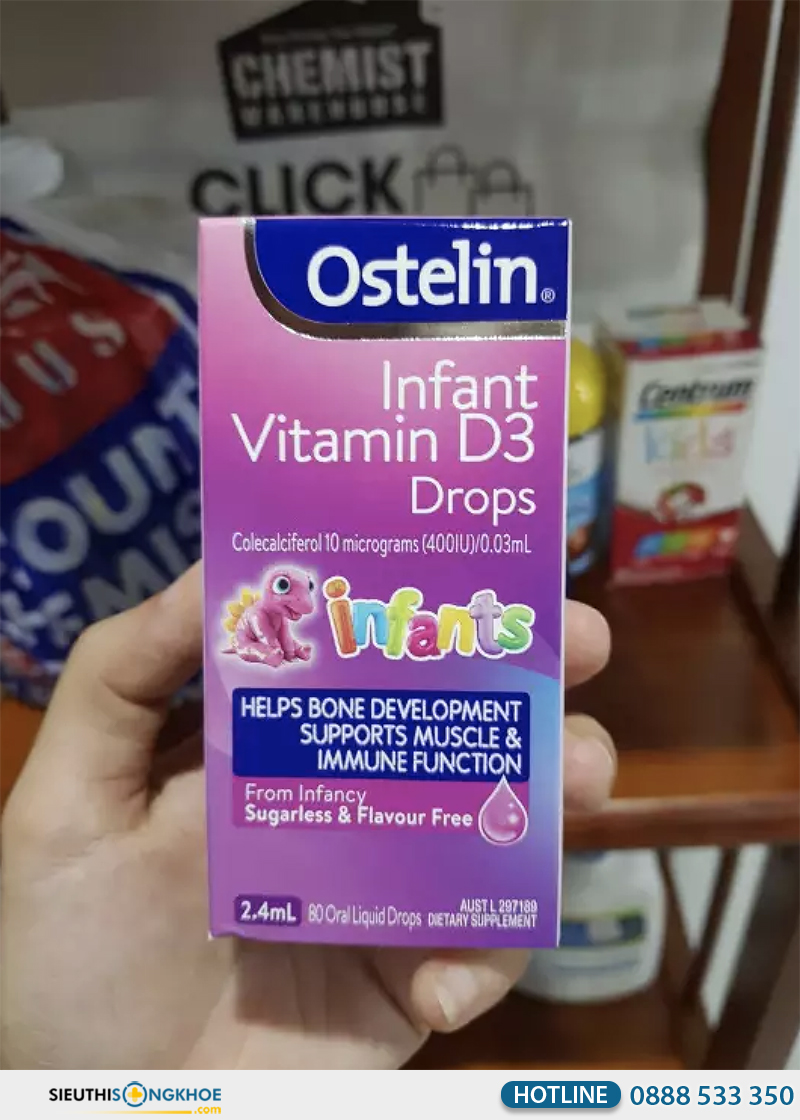 CHEMIST
WAREHOUSE
CLICK
Ostelin®
Infant
Vitamin D3
Drops
Colecalciferol 10 micrograms (400IU)/0.03mL
infants
HELPS BONE DEVELOPMENT
SUPPORTS MUSCLE &
IMMUNE FUNCTION
From Infancy
Sugarless & Flavour Free
2.4mL 80 Oral Liquid Drops
AUST L 297189
DIETARY SUPPLEMENT
Centrum
kids
SIEUTHISONGKHOE
.com
HOTLINE 0888 533 350